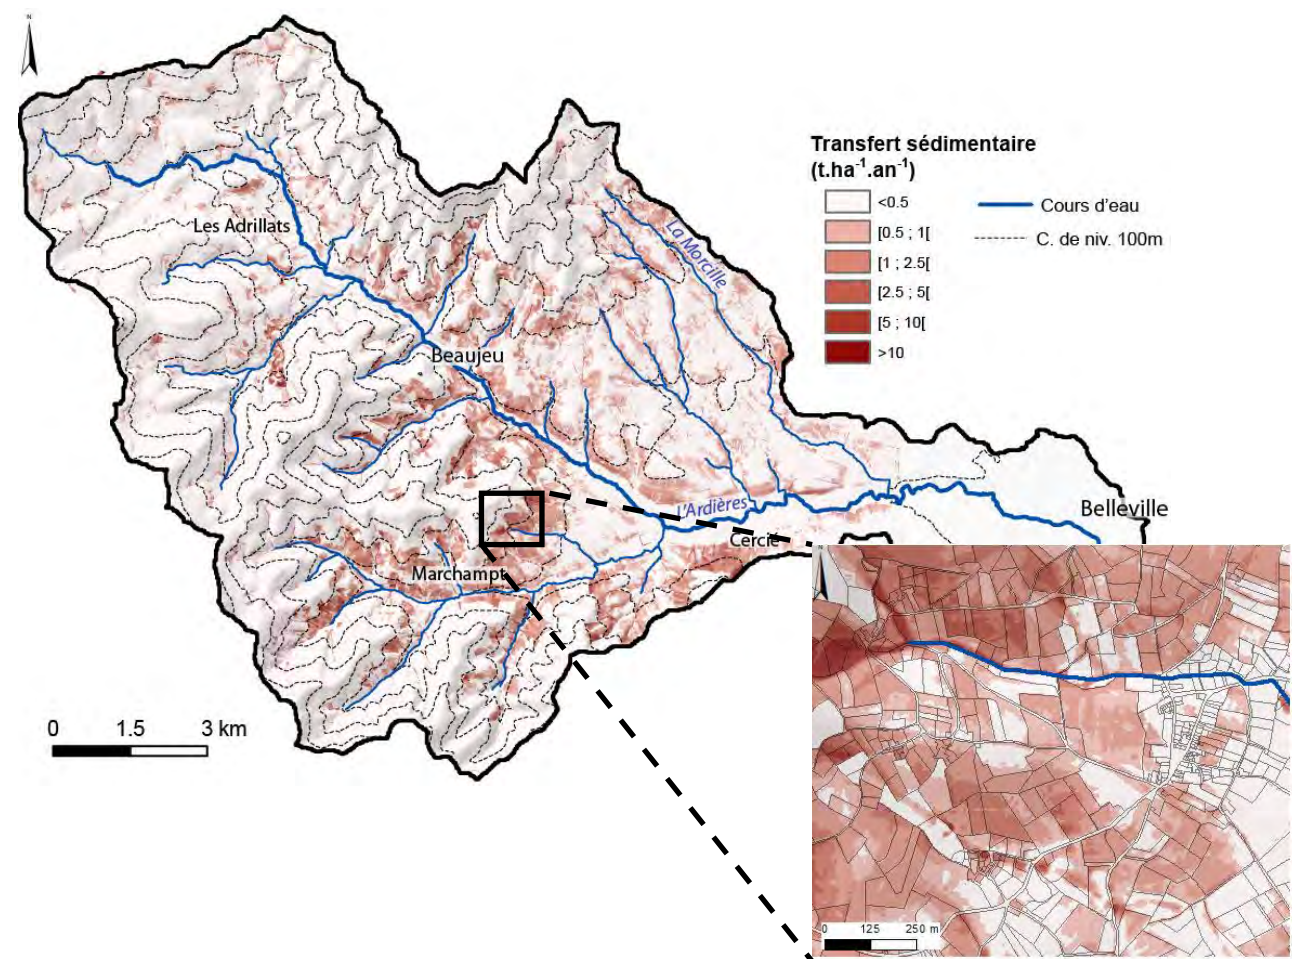 N
Transfert sédimentaire
(t.ha-1.an-1)
<0.5
[0.5 ; 1[
[1 ; 2.5[
[2.5 ; 5[
[5 ; 10[
>10
Cours d'eau
C. de niv. 100m
Les Adrillats
La Morcille
Beaujeu
L'Ardières
Belleville
Cercié
Marchampt
0 1.5 3 km
0 125 250 m